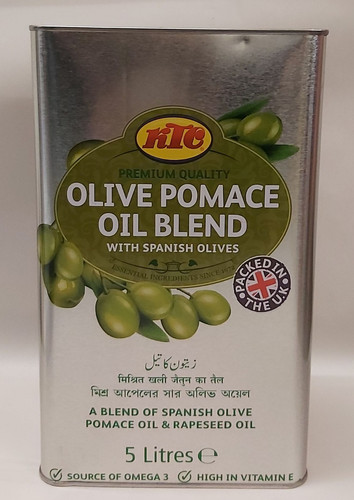 KTC
PREMIUM QUALITY
OLIVE POMACE
OIL BLEND
WITH SPANISH OLIVES
ESSENTIAL INGREDIENTS SINCE
PACKED IN
THE U.K
زیتون کا تیل
मिश्रित खली जैतून का तैल
মিশ্র আপেলের সার অলিভ অয়েল
A BLEND OF SPANISH OLIVE
POMACE OIL & RAPESEED OIL
5 Litres ℮
SOURCE OF OMEGA 3 HIGH IN VITAMIN E